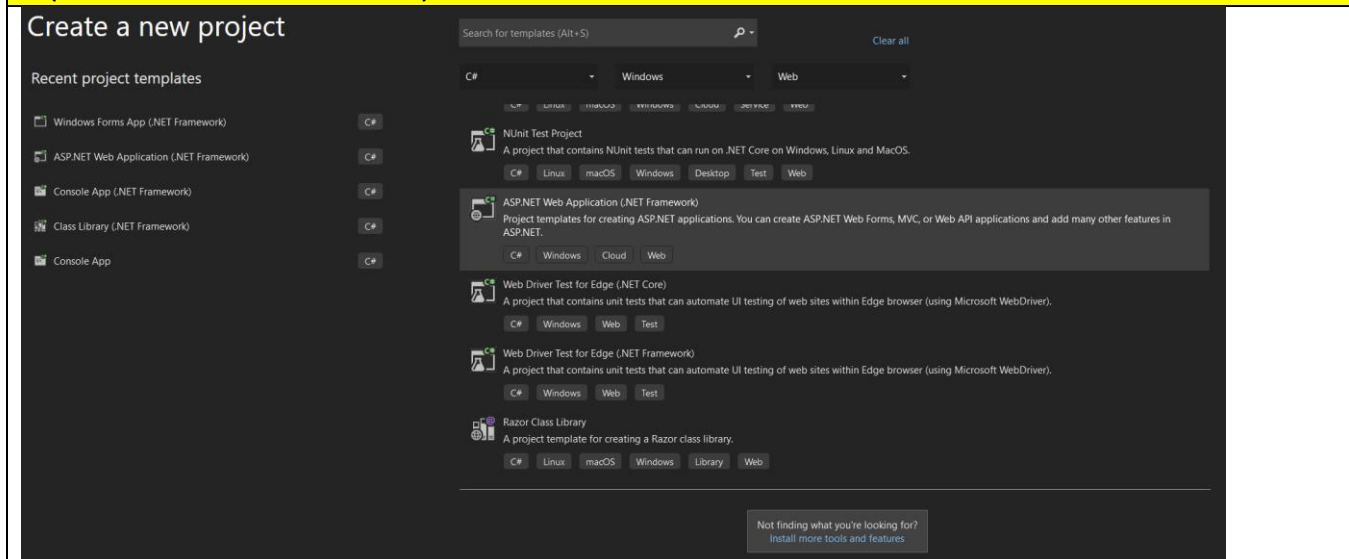 Create a new project
Search for templates (Alt+S)
Clear all
Recent project templates
C# Windows Web
Windows Forms App (.NET Framework) C#
ASP.NET Web Application (.NET Framework) C#
Console App (.NET Framework) C#
Class Library (.NET Framework) C#
Console App C#
C# Linux macOS Windows Cloud Service Web
NUnit Test Project
A project that contains NUnit tests that can run on .NET Core on Windows, Linux and MacOS.
C# Linux macOS Windows Desktop Test Web
ASP.NET Web Application (.NET Framework)
Project templates for creating ASP.NET applications. You can create ASP.NET Web Forms, MVC, or Web API applications and add many other features in
ASP.NET.
C# Windows Cloud Web
Web Driver Test for Edge (.NET Core)
A project that contains unit tests that can automate UI testing of web sites within Edge browser (using Microsoft WebDriver).
C# Windows Web Test
Web Driver Test for Edge (.NET Framework)
A project that contains unit tests that can automate UI testing of web sites within Edge browser (using Microsoft WebDriver).
C# Windows Web Test
Razor Class Library
A project template for creating a Razor class library.
C# Linux macOS Windows Library Web
Not finding what you're looking for?
Install more tools and features